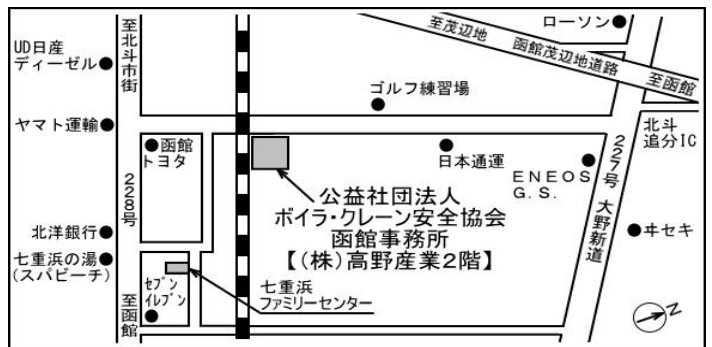 UD日産
ディーゼル
至北斗市街
ヤマト運輸
函館
トヨタ
228号
北洋銀行
七重浜の湯
(スパビーチ)
セブン
イレブン
至函館
七重浜
ファミリーセンター
ゴルフ練習場
日本通運
公益社団法人
ボイラ・クレーン安全協会
函館事務所
【(株)高野産業2階】
ENEOS
G.S.
ローソン
至茂辺地 函館茂辺地道路 至函館
北斗
追分IC
227号 大野新道
ヰセキ
N